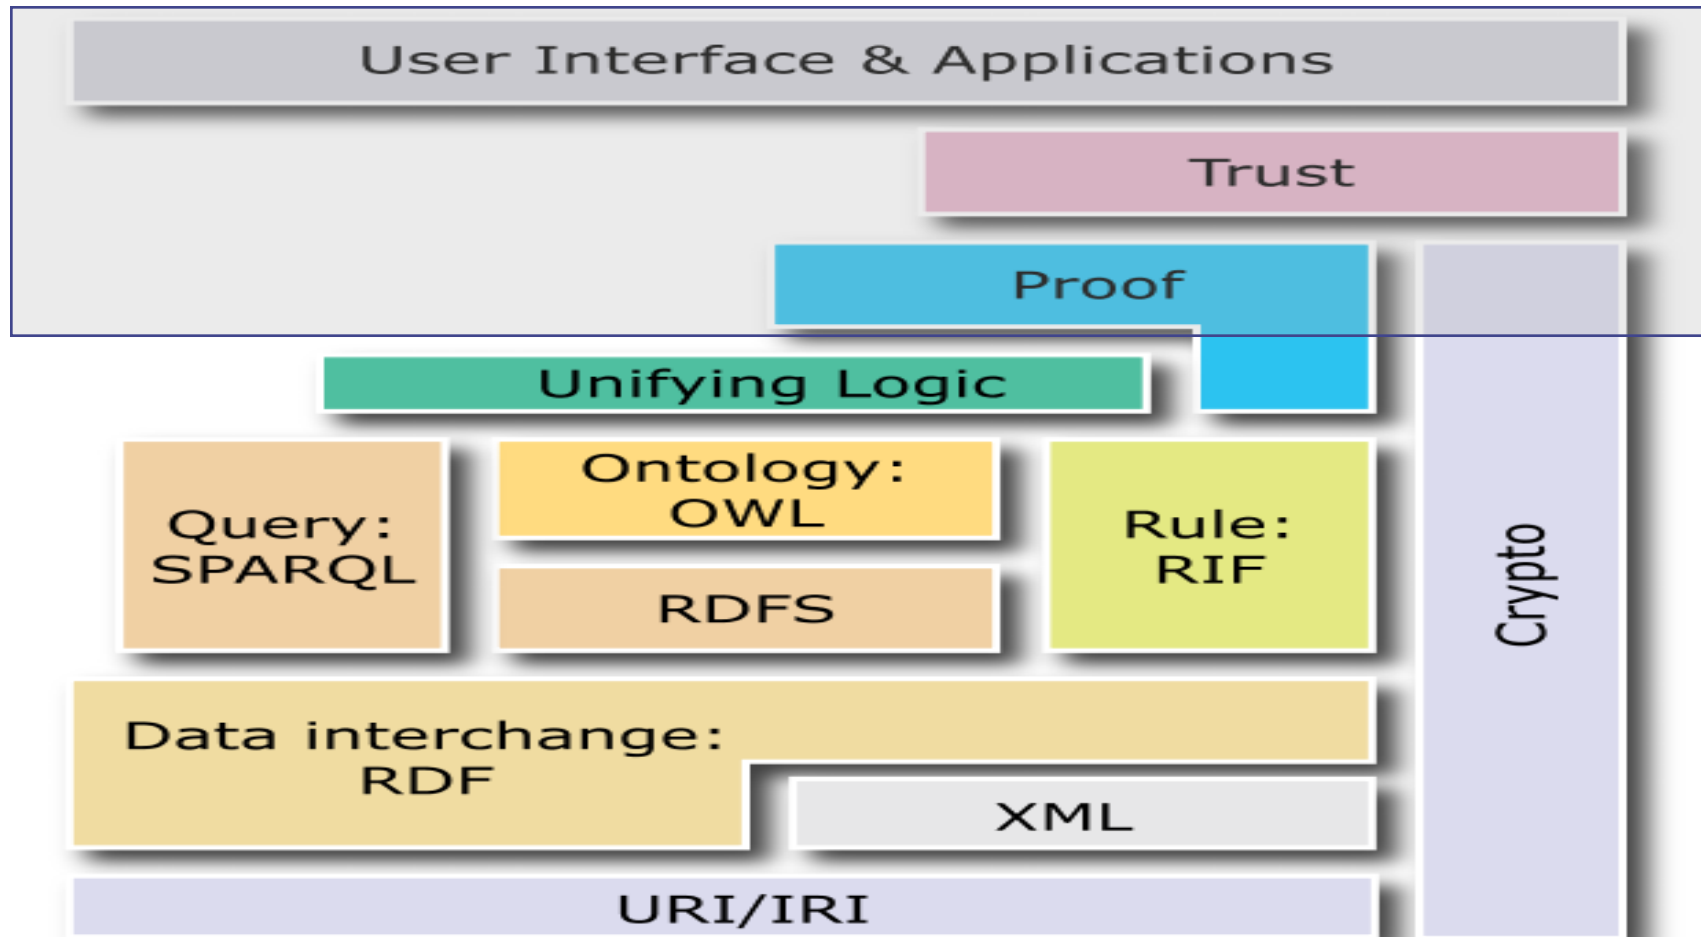 User Interface & Applications
Trust
Proof
Unifying Logic
Query:
SPARQL
Ontology:
OWL
RDFS
Rule:
RIF
Crypto
Data interchange:
RDF
XML
URI/IRI